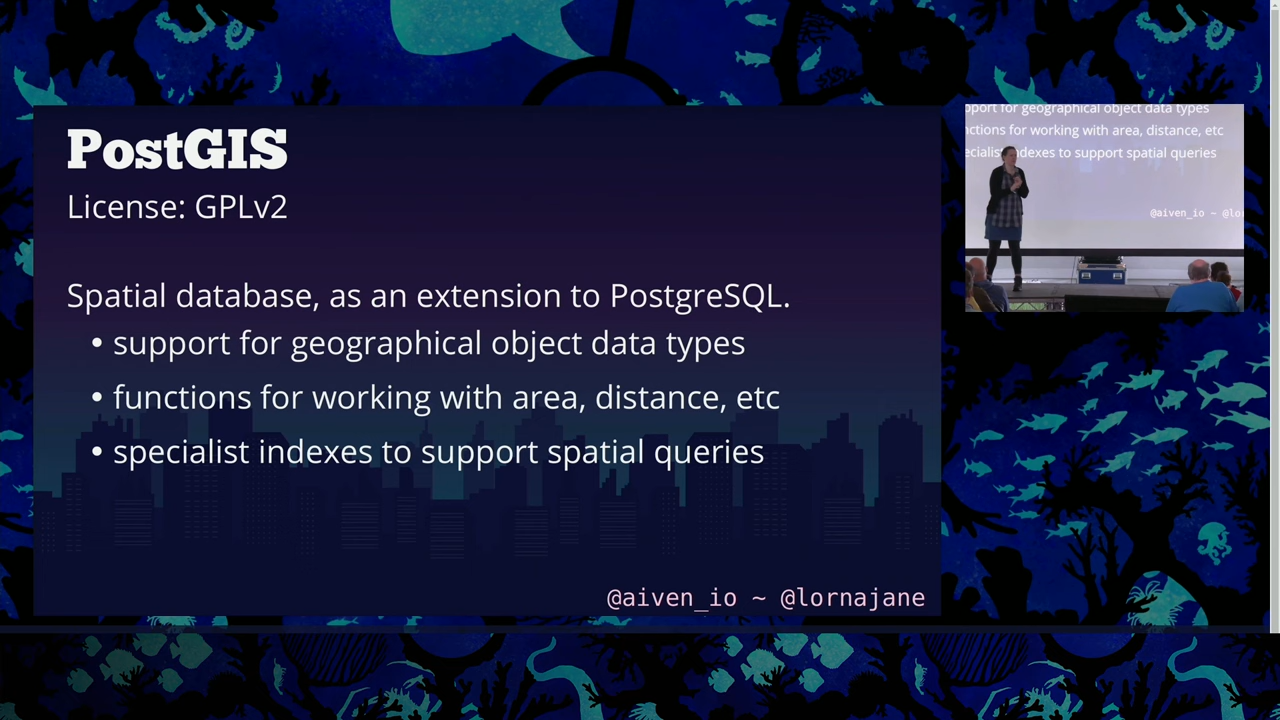 PostGIS
License: GPLv2
Spatial database, as an extension to PostgreSQL.
• support for geographical object data types
• functions for working with area, distance, etc
• specialist indexes to support spatial queries
@aiven_io ~ @lornajane
pport for geographical object data types
nctions for working with area, distance, etc
ecialist indexes to support spatial queries
@aiven_io ~ @lor